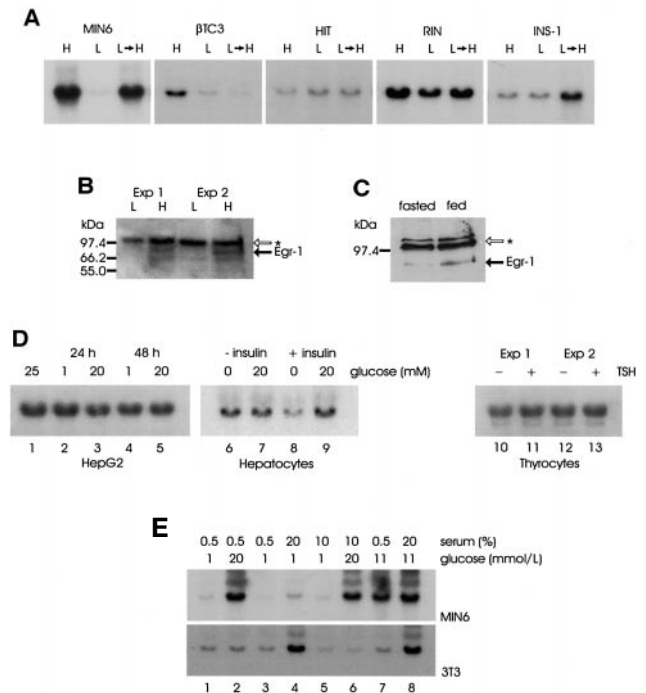 A
MIN6 βTC3 HIT RIN INS-1
H L L→H H L L→H H L L→H H L L→H H L L→H
B
Exp 1 Exp 2
L H L H
kDa
97.4
66.2
55.0
*
Egr-1
C
fasted fed
kDa
97.4
*
Egr-1
D
24 h 48 h
25 1 20 1 20
1 2 3 4 5
HepG2
- insulin + insulin
0 20 0 20 glucose (mM)
6 7 8 9
Hepatocytes
Exp 1 Exp 2
– + – + TSH
10 11 12 13
Thyrocytes
E
0.5 0.5 0.5 20 10 10 0.5 20 serum (%)
1 20 1 1 1 20 11 11 glucose (mmol/L)
MIN6
3T3
1 2 3 4 5 6 7 8